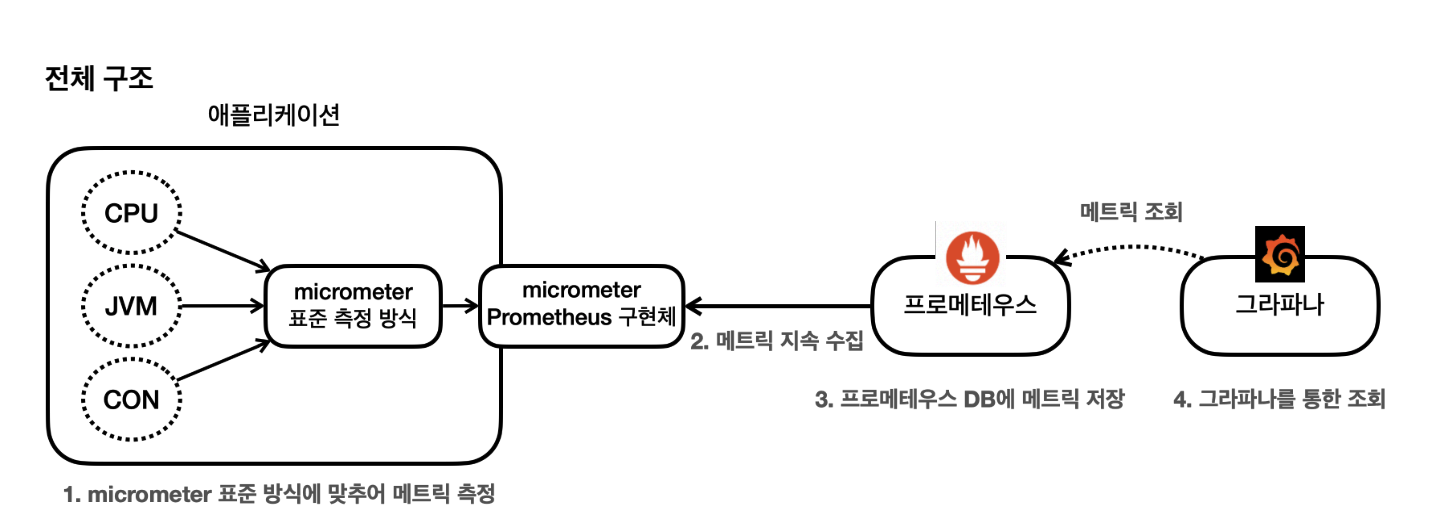 전체 구조
애플리케이션
CPU
JVM
CON
micrometer
표준 측정 방식
micrometer
Prometheus 구현체
2. 메트릭 지속 수집
프로메테우스
메트릭 조회
그라파나
3. 프로메테우스 DB에 메트릭 저장
4. 그라파나를 통한 조회
1. micrometer 표준 방식에 맞추어 메트릭 측정